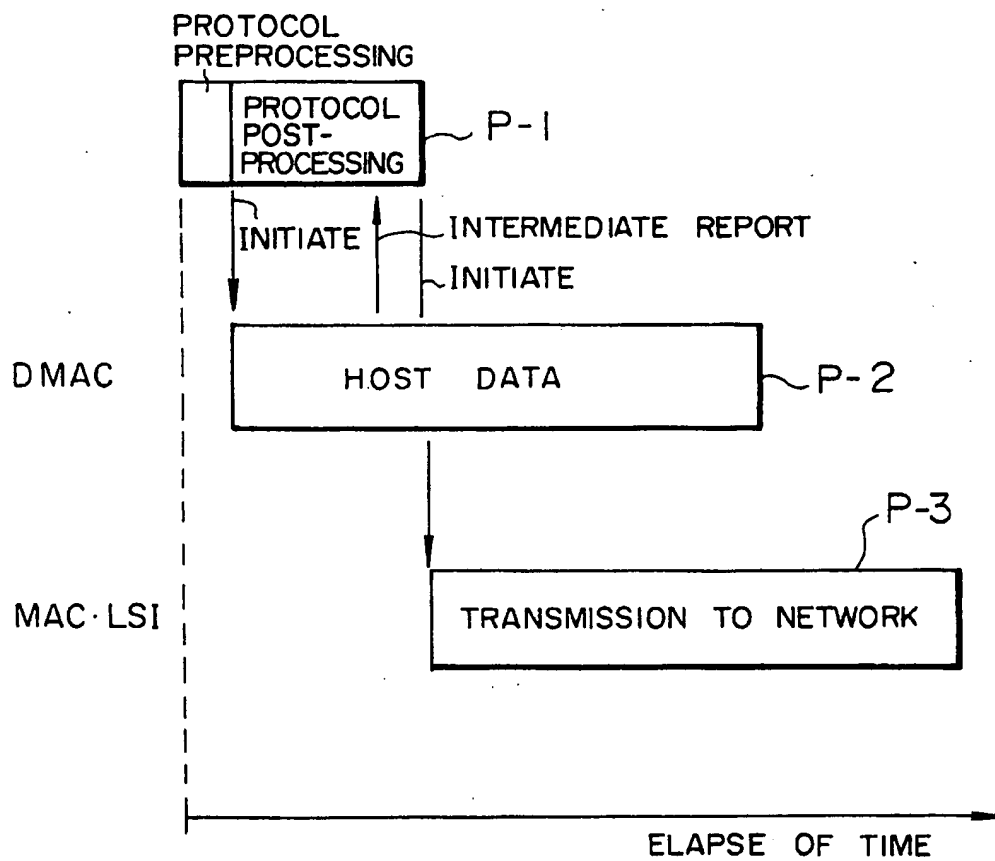 PROTOCOL
PREPROCESSING
PROTOCOL
POST-
PROCESSING
P-1
INITIATE
INTERMEDIATE REPORT
INITIATE
DMAC
HOST DATA
P-2
P-3
MAC·LSI
TRANSMISSION TO NETWORK
ELAPSE OF TIME